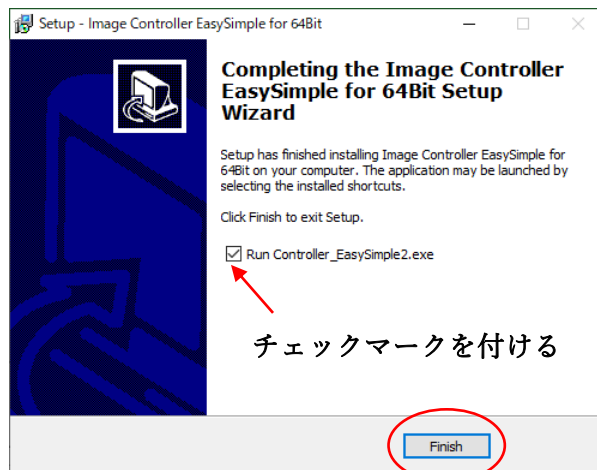 Setup - Image Controller EasySimple for 64Bit
Completing the Image Controller
EasySimple for 64Bit Setup
Wizard
Setup has finished installing Image Controller EasySimple for
64Bit on your computer. The application may be launched by
selecting the installed shortcuts.
Click Finish to exit Setup.
Run Controller_EasySimple2.exe
チェックマークを付ける
Finish